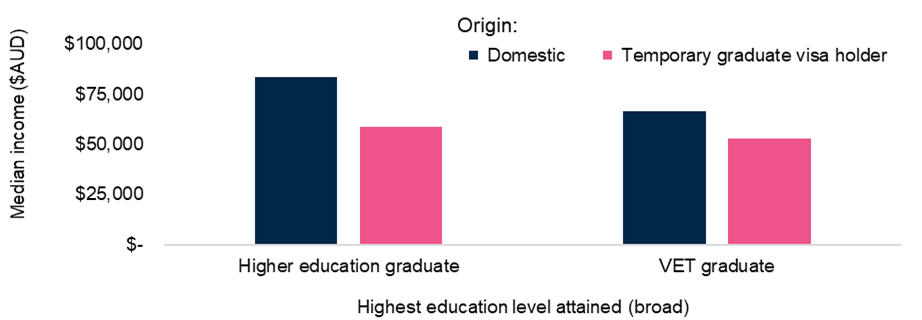 Origin:
Domestic
Temporary graduate visa holder
Median income ($AUD)
$100,000
$75,000
$50,000
$25,000
$-
Higher education graduate
VET graduate
Highest education level attained (broad)